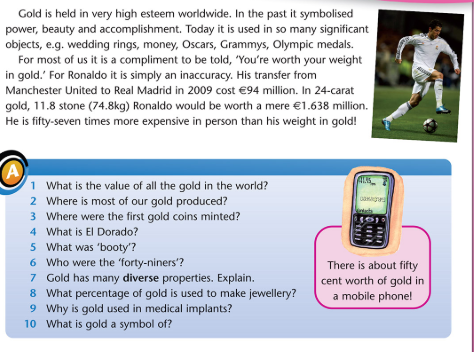 Gold is held in very high esteem worldwide. In the past it symbolised
power, beauty and accomplishment. Today it is used in so many significant
objects, e.g. wedding rings, money, Oscars, Grammys, Olympic medals.
For most of us it is a compliment to be told, ‘You’re worth your weight
in gold.’ For Ronaldo it is simply an inaccuracy. His transfer from
Manchester United to Real Madrid in 2009 cost €94 million. In 24-carat
gold, 11.8 stone (74.8kg) Ronaldo would be worth a mere €1.638 million.
He is fifty-seven times more expensive in person than his weight in gold!
A
1 What is the value of all the gold in the world?
2 Where is most of our gold produced?
3 Where were the first gold coins minted?
4 What is El Dorado?
5 What was ‘booty’?
6 Who were the ‘forty-niners’?
7 Gold has many diverse properties. Explain.
8 What percentage of gold is used to make jewellery?
9 Why is gold used in medical implants?
10 What is gold a symbol of?
There is about fifty
cent worth of gold in
a mobile phone!